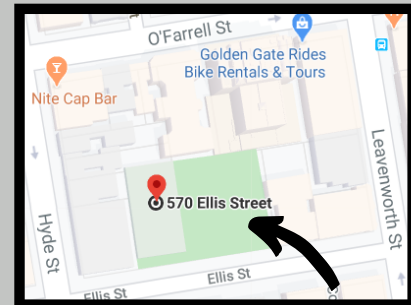 O'Farrell St
Golden Gate Rides
Bike Rentals & Tours
Nite Cap Bar
Leavenworth St
570 Ellis Street
Hyde St
Ellis St
Ellis St